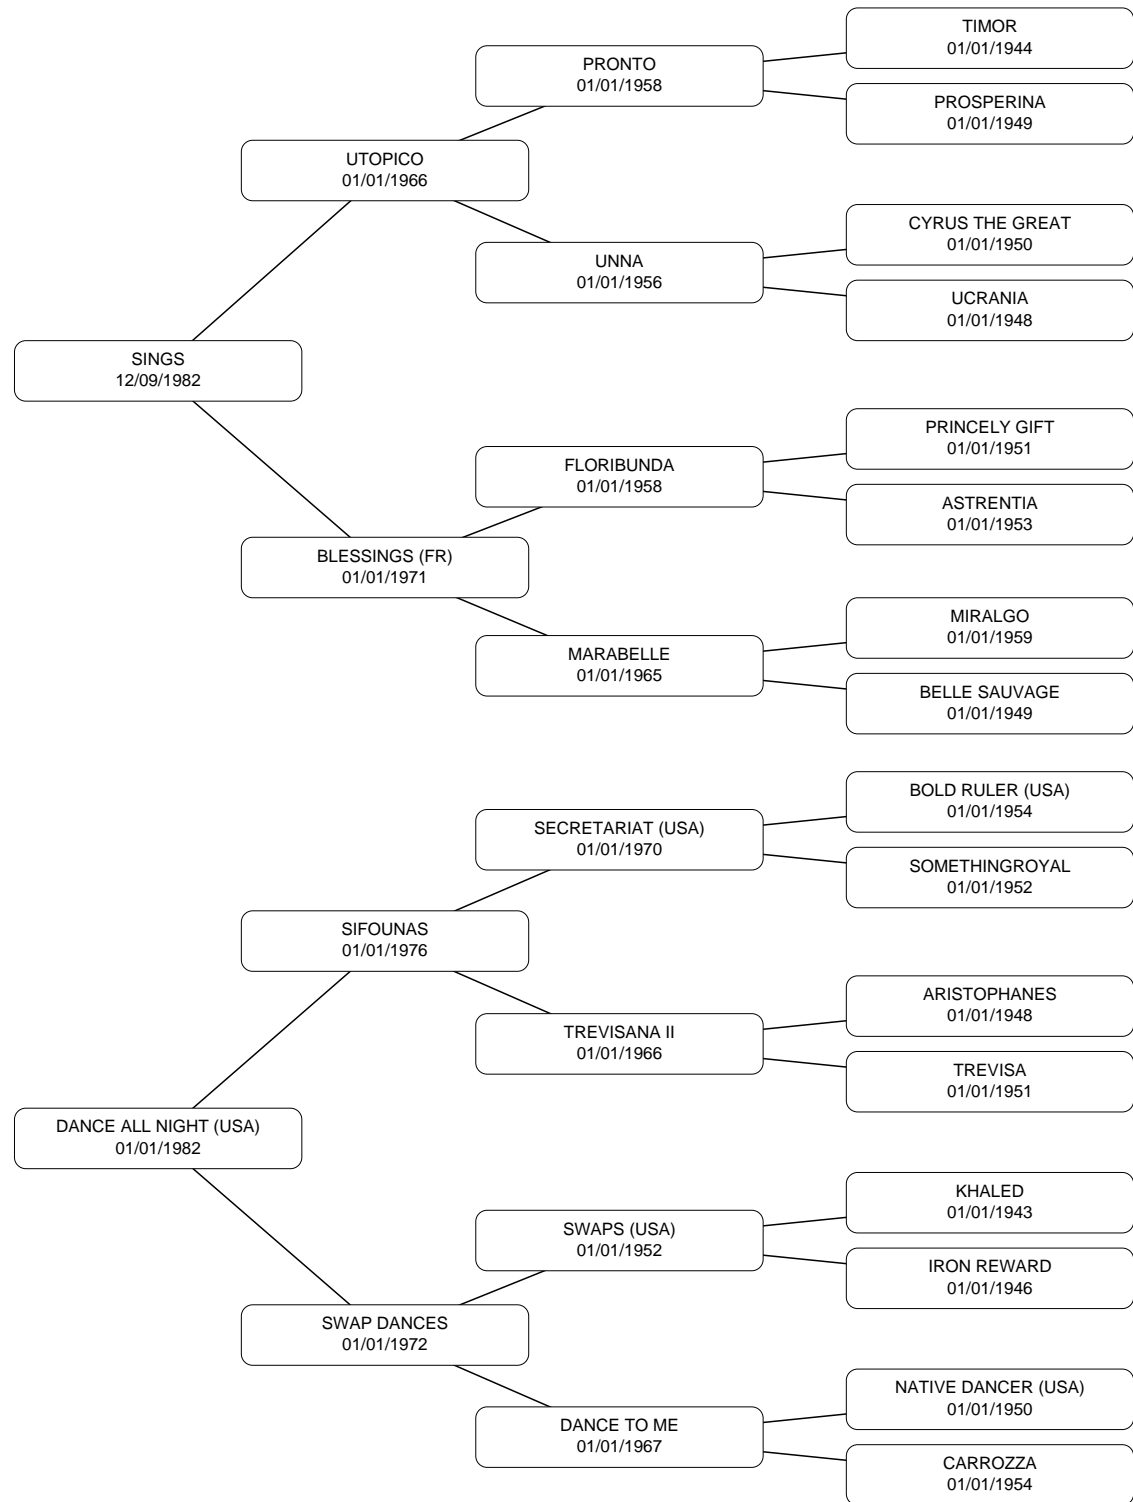 TIMOR
01/01/1944
PRONTO
01/01/1958
PROSPERINA
01/01/1949
UTOPICO
01/01/1966
CYRUS THE GREAT
01/01/1950
UNNA
01/01/1956
UCRANIA
01/01/1948
SINGS
12/09/1982
PRINCELY GIFT
01/01/1951
FLORIBUNDA
01/01/1958
ASTRENTIA
01/01/1953
BLESSINGS (FR)
01/01/1971
MIRALGO
01/01/1959
MARABELLE
01/01/1965
BELLE SAUVAGE
01/01/1949
BOLD RULER (USA)
01/01/1954
SECRETARIAT (USA)
01/01/1970
SOMETHINGROYAL
01/01/1952
SIFOUNAS
01/01/1976
ARISTOPHANES
01/01/1948
TREVISANA II
01/01/1966
TREVISA
01/01/1951
DANCE ALL NIGHT (USA)
01/01/1982
KHALED
01/01/1943
SWAPS (USA)
01/01/1952
IRON REWARD
01/01/1946
SWAP DANCES
01/01/1972
NATIVE DANCER (USA)
01/01/1950
DANCE TO ME
01/01/1967
CARROZZA
01/01/1954